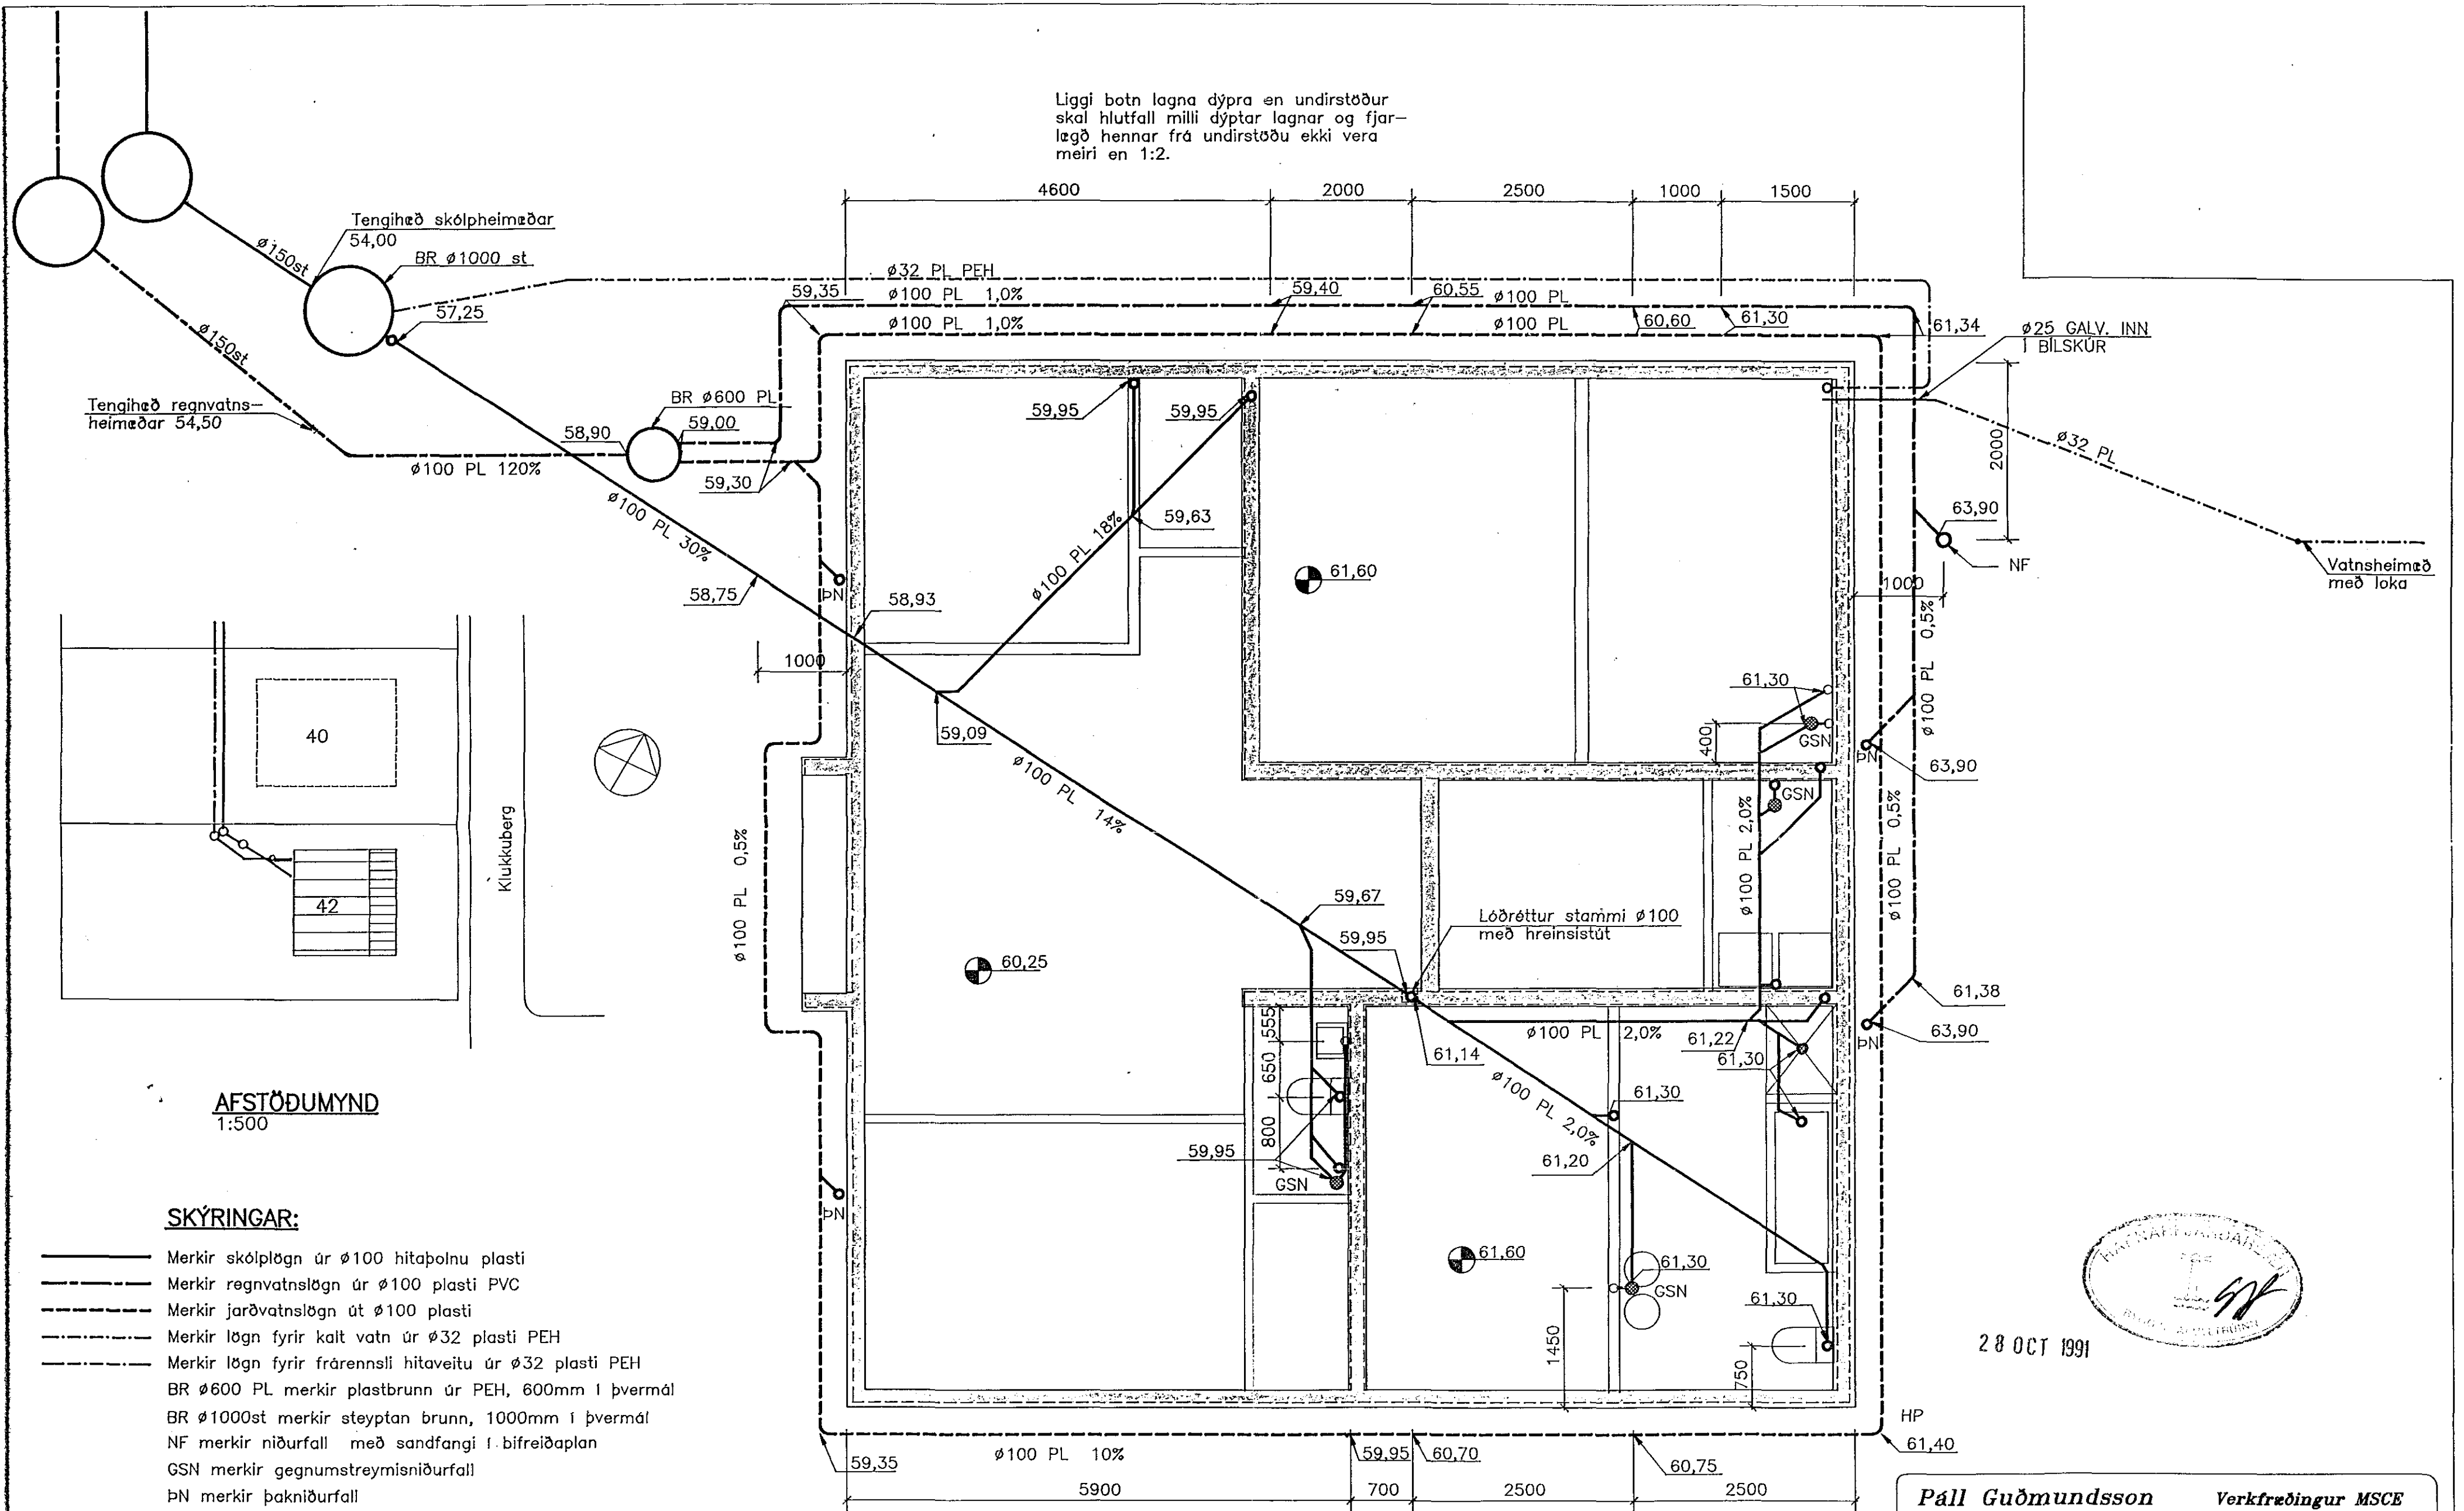 Liggi botn lagna dýpra en undirstöður
skal hlutfall milli dýptar lagnar og fjar–
lægð hennar frá undirstöðu ekki vera
meiri en 1:2.
4600
2000
2500
1000
1500
Tengihæð skólpheimæðar
54,00
BR ø1000 st
ø150st
ø32 PL PEH
59,35
ø100 PL 1,0%
59,40
60,55
ø100 PL
57,25
ø100 PL 1,0%
ø100 PL
60,60
61,30
61,34
ø25 GALV. INN
Í BÍLSKÚR
ø150st
Tengihæð regnvatns–
heimæðar 54,50
BR ø600 PL
58,90
59,00
59,95
59,95
ø100 PL 120%
59,30
ø32 PL
2000
ø100 PL 30%
59,63
63,90
ø100 PL 18%
NF
61,60
Vatnsheimæð
með loka
1000
58,75
ÞN
58,93
1000
ø100 PL 0,5%
61,30
40
59,09
400
GSN
ÞN
63,90
ø100 PL 14%
GSN
Klukkuberg
ø100 PL 0,5%
ø100 PL 2,0%
ø100 PL 0,5%
42
59,67
Lóðréttur stammi ø100
með hreinsistút
59,95
60,25
61,38
555
ø100 PL 2,0%
61,22
ÞN
63,90
61,14
61,30
650
AFSTÖÐUMYND
1:500
ø100 PL 2,0%
61,30
800
59,95
61,20
GSN
ÞN
SKÝRINGAR:
Merkir skólplögn úr ø100 hitaþolnu plasti
Merkir regnvatnslögn úr ø100 plasti PVC
Merkir jarðvatnslögn út ø100 plasti
Merkir lögn fyrir kalt vatn úr ø32 plasti PEH
Merkir lögn fyrir frárennsli hitaveitu úr ø32 plasti PEH
BR ø600 PL merkir plastbrunn úr PEH, 600mm í þvermál
BR ø1000st merkir steyptan brunn, 1000mm í þvermál
NF merkir niðurfall með sandfangi í bifreiðaplan
GSN merkir gegnumstreymisniðurfall
ÞN merkir þakniðurfall
61,60
61,30
GSN
61,30
1450
750
28 OCT 1991
HP
61,40
59,35
ø100 PL 10%
59,95
60,70
60,75
5900
700
2500
2500
Páll Guðmundsson Verkfræðingur MSCE